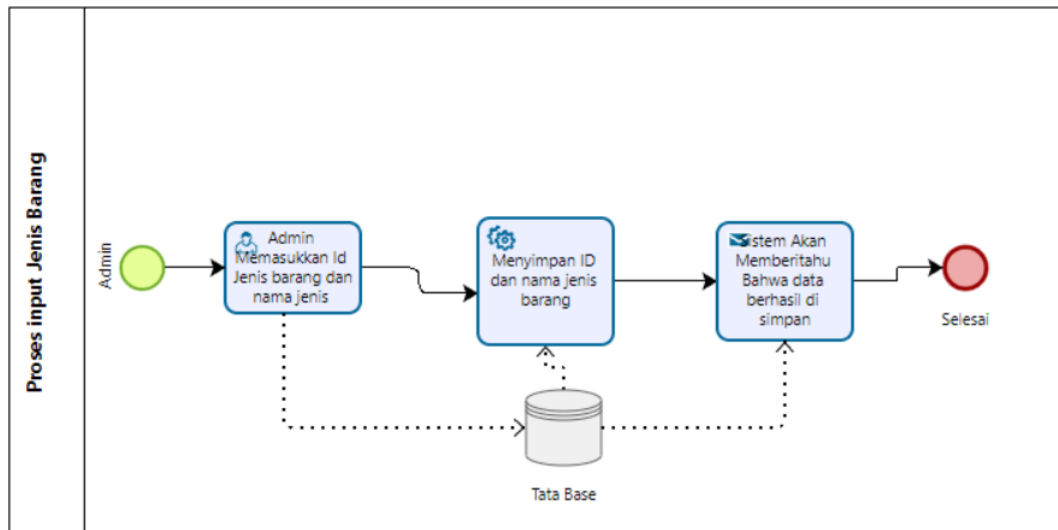 Proses input Jenis Barang
Admin
Admin
Memasukkan Id
Jenis barang dan
nama jenis
Menyimpan ID
dan nama jenis
barang
istem Akan
Memberitahu
Bahwa data
berhasil di
simpan
Selesai
Tata Base